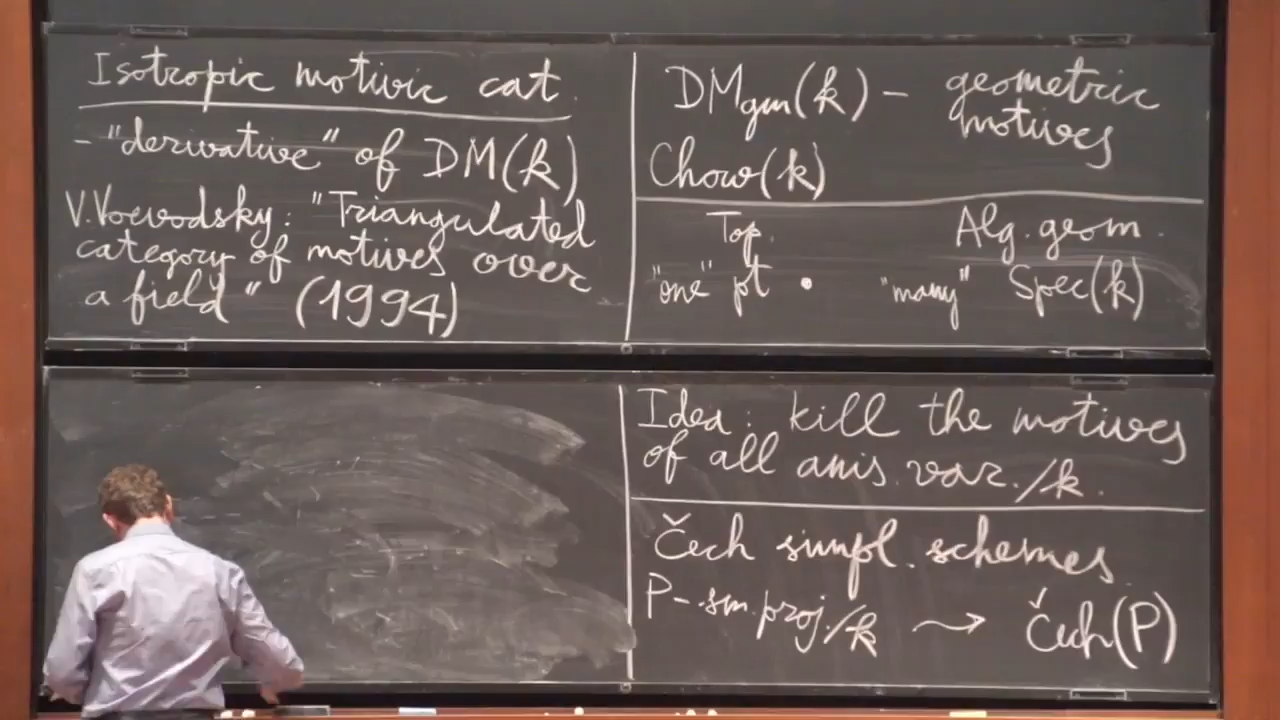 Isotropic motivic cat.
- "derivative" of DM(k)
V. Voevodsky: "Triangulated
category of motives over
a field" (1994)
DMgm(k) - geometric
motives
Chow(k)
Top. Alg. geom.
"one" pt • "many" Spec(k)
Idea: kill the motives
of all anis. var./k.
Čech simpl. schemes
P - sm. proj./k ⇝ Čech(P)